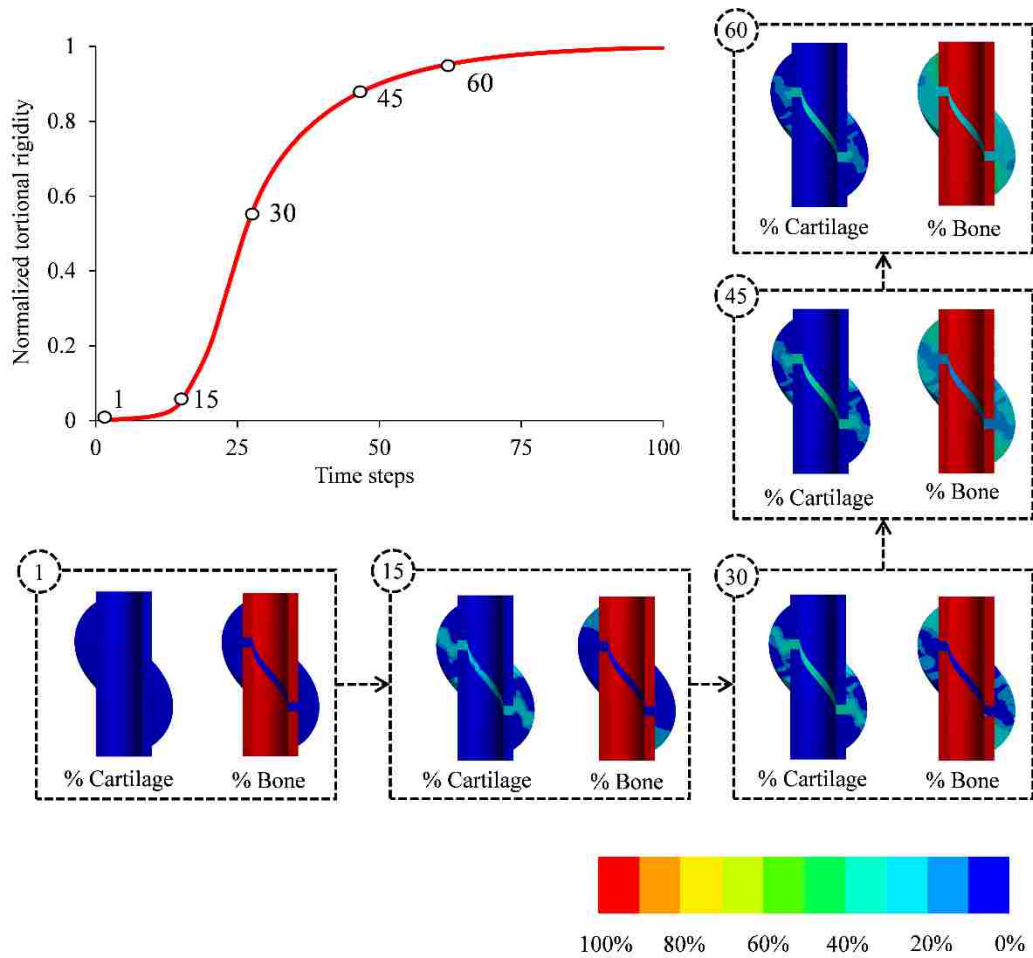 1
0.8
0.6
0.4
0.2
0
Normalized tortional rigidity
1
15
30
45
60
0 25 50 75 100
Time steps
60
% Cartilage % Bone
45
% Cartilage % Bone
1
% Cartilage % Bone
15
% Cartilage % Bone
30
% Cartilage % Bone
100% 80% 60% 40% 20% 0%